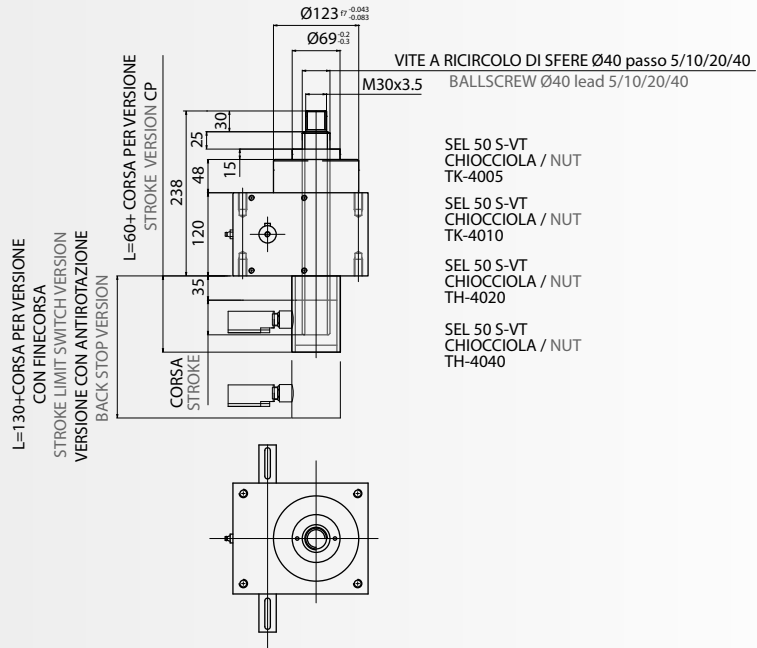 Ø123 f7 -0.043 -0.083
Ø69 -0.2 -0.3
VITE A RICIRCOLO DI SFERE Ø40 passo 5/10/20/40
BALLSCREW Ø40 lead 5/10/20/40
M30x3.5
L=60+ CORSA PER VERSIONE
STROKE VERSION CP
30
25
15
48
238
120
35
SEL 50 S-VT
CHIOCCIOLA / NUT
TK-4005
SEL 50 S-VT
CHIOCCIOLA / NUT
TK-4010
SEL 50 S-VT
CHIOCCIOLA / NUT
TH-4020
SEL 50 S-VT
CHIOCCIOLA / NUT
TH-4040
L=130+CORSA PER VERSIONE
CON FINECORSA
STROKE LIMIT SWITCH VERSION
VERSIONE CON ANTIROTAZIONE
BACK STOP VERSION
CORSA
STROKE